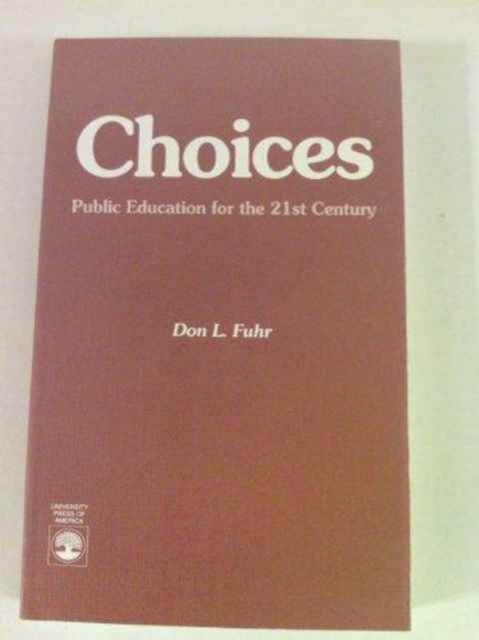 Choices
Public Education for the 21st Century
Don L. Fuhr
UNIVERSITY
PRESS OF
AMERICA